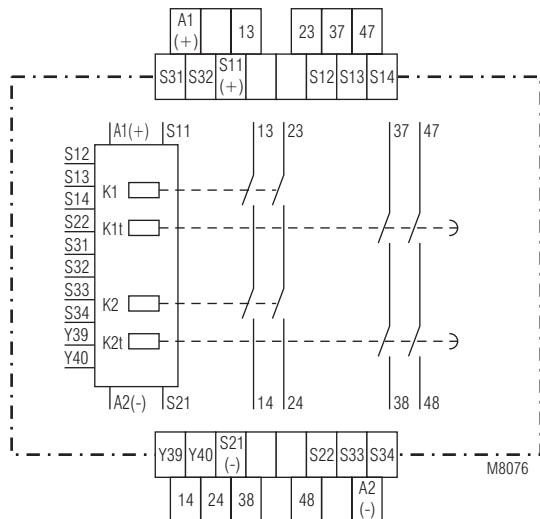 A1 (+) 13 23 37 47
S31 S32 S11 (+) S12 S13 S14
A1(+) S11 13 23 37 47
S12
S13
K1
S14
S22
K1t
S31
S32
S33
K2
S34
Y39
K2t
Y40
A2(-) S21 14 24 38 48
Y39 Y40 S21 (-) S22 S33 S34
M8076
14 24 38 48 A2 (-)